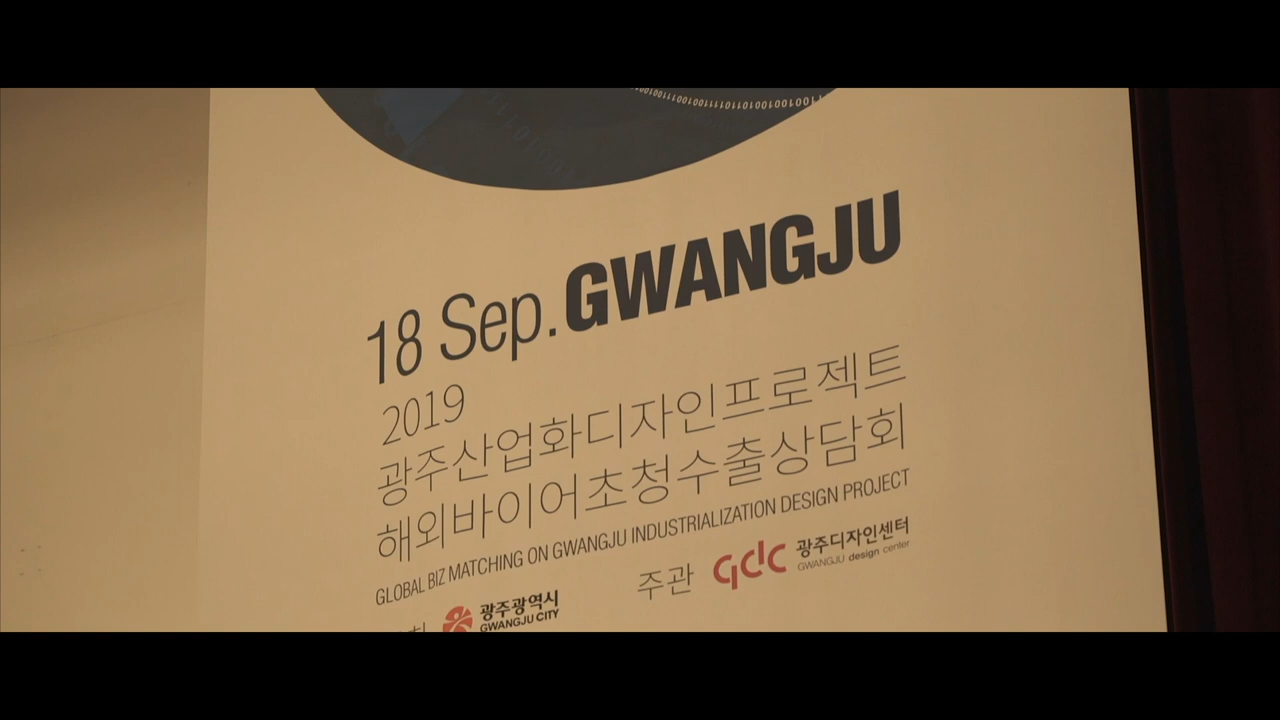 18 Sep. GWANGJU
2019
광주산업화디자인프로젝트
해외바이어초청수출상담회
GLOBAL BIZ MATCHING ON GWANGJU INDUSTRIALIZATION DESIGN PROJECT
광주광역시
GWANGJU CITY
주관 gdc 광주디자인센터
GWANGJU design center